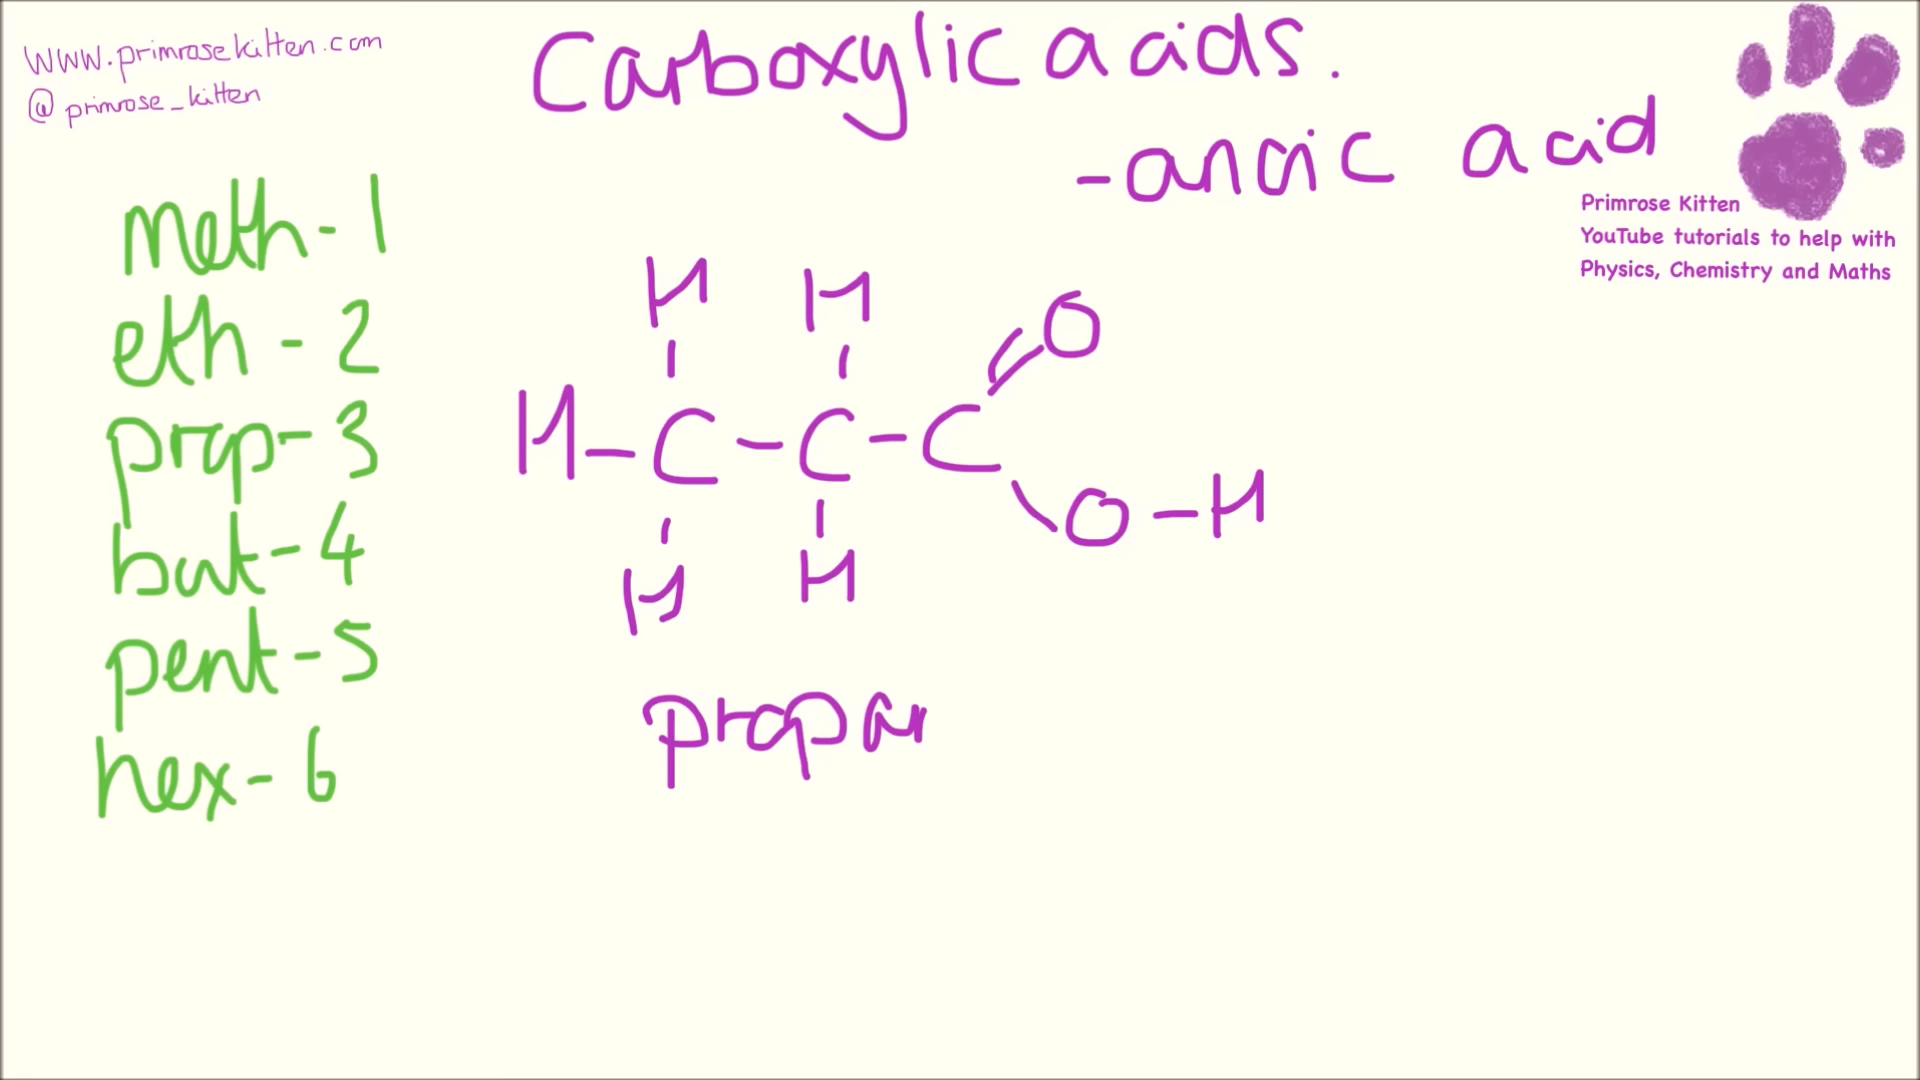 www.primrosekitten.com
@primrose_kitten
Carboxylic acids.
-anoic acid
Primrose Kitten
YouTube tutorials to help with
Physics, Chemistry and Maths
meth - 1
eth - 2
prop - 3
but - 4
pent - 5
hex - 6
H H O
H - C - C - C
O - H
H H
propan